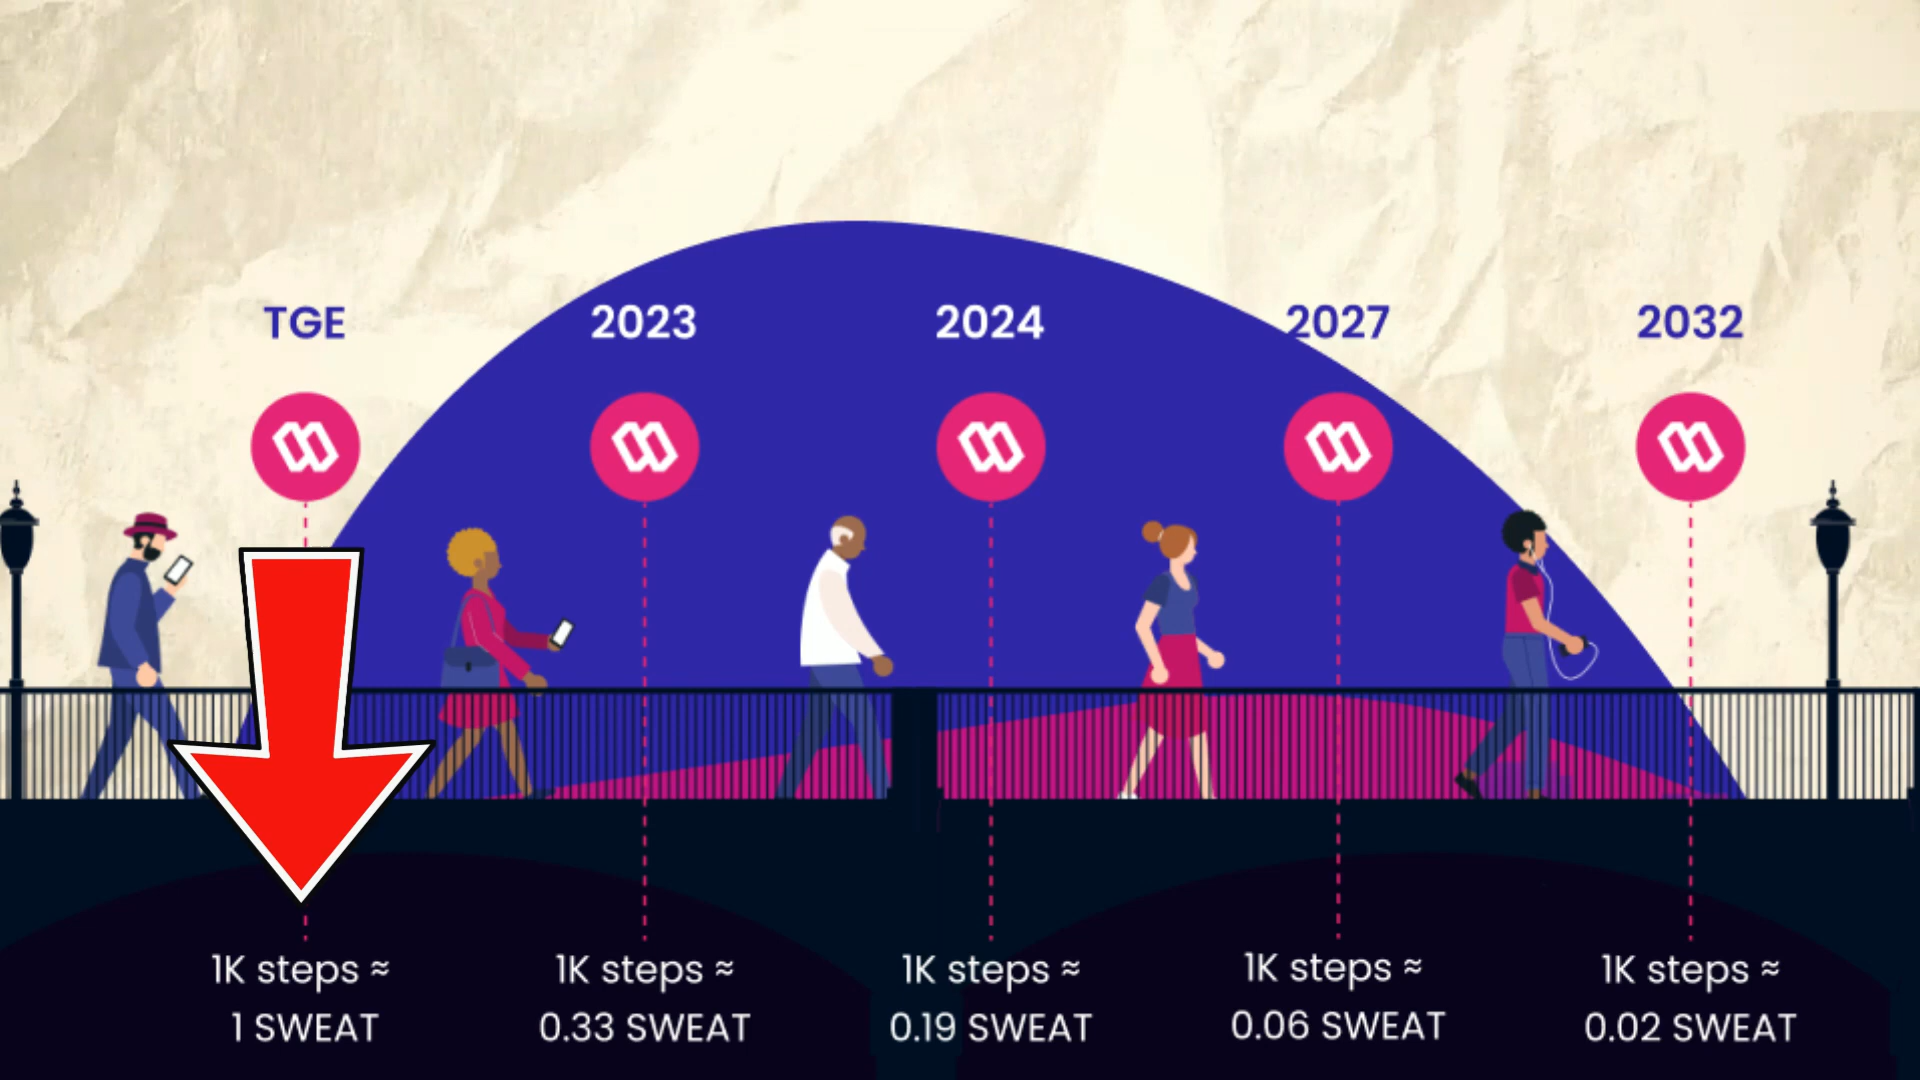 TGE
2023
2024
2027
2032
1K steps ≈
1 SWEAT
1K steps ≈
0.33 SWEAT
1K steps ≈
0.19 SWEAT
1K steps ≈
0.06 SWEAT
1K steps ≈
0.02 SWEAT